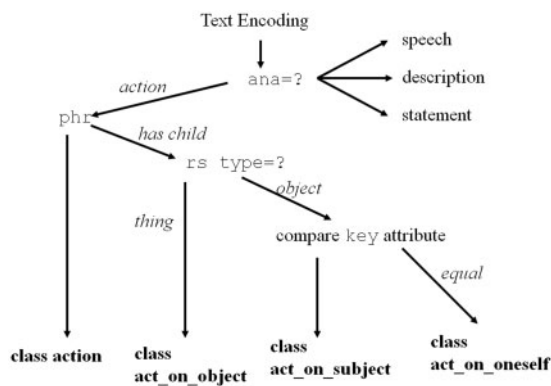 Text Encoding
speech
ana=?
description
action
statement
phr
has child
rs type=?
object
thing
compare key attribute
equal
class action
class
act_on_object
class
act_on_subject
class
act_on_oneself